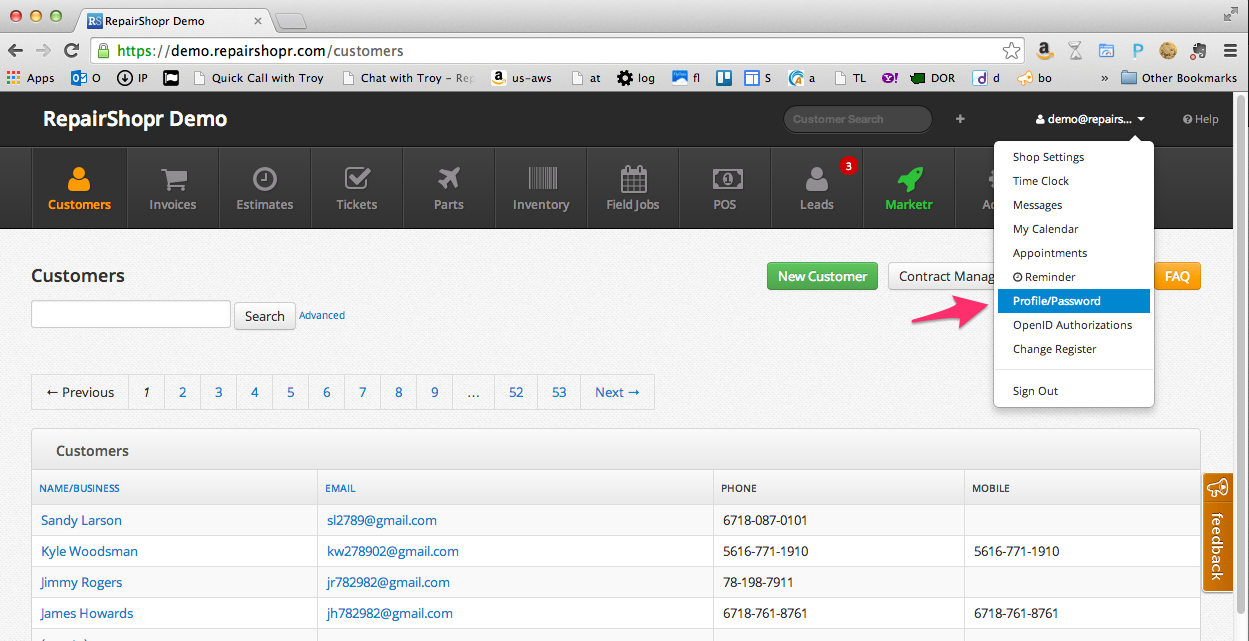 RepairShopr Demo
https://demo.repairshopr.com/customers
Apps O IP Quick Call with Troy Chat with Troy - Rep us-aws at log fl S a TL DOR d bo » Other Bookmarks
RepairShopr Demo Customer Search + demo@repairs... Help
Customers Invoices Estimates Tickets Parts Inventory Field Jobs POS Leads 3 Marketr
Shop Settings
Time Clock
Messages
My Calendar
Appointments
Reminder
Profile/Password
OpenID Authorizations
Change Register
Sign Out
Customers New Customer Contract Manag FAQ
Search Advanced
← Previous 1 2 3 4 5 6 7 8 9 ... 52 53 Next →
Customers
NAME/BUSINESS EMAIL PHONE MOBILE
Sandy Larson sl2789@gmail.com 6718-087-0101
Kyle Woodsman kw278902@gmail.com 5616-771-1910 5616-771-1910
Jimmy Rogers jr782982@gmail.com 78-198-7911
James Howards jh782982@gmail.com 6718-761-8761 6718-761-8761
feedback